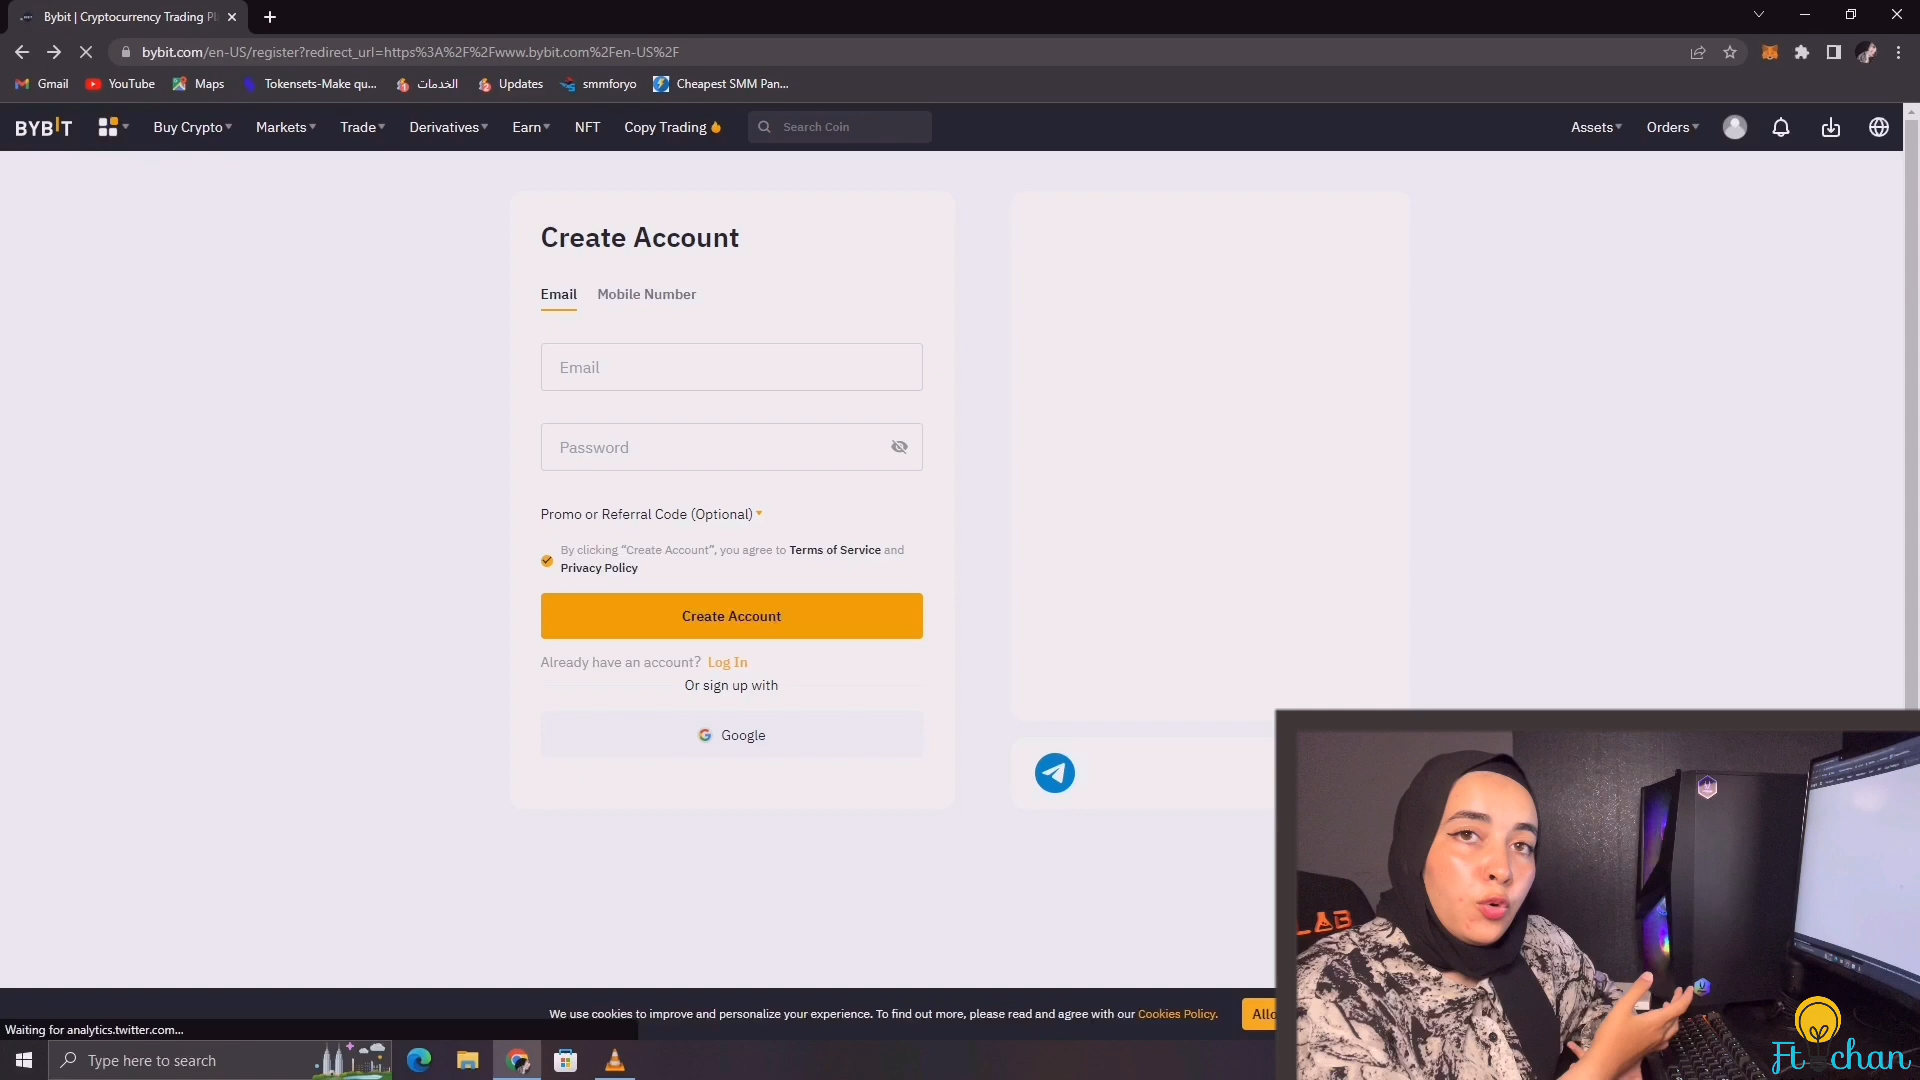 Bybit | Cryptocurrency Trading Pl
bybit.com/en-US/register?redirect_url=https%3A%2F%2Fwww.bybit.com%2Fen-US%2F
Gmail YouTube Maps Tokensets-Make qu... الخدمات Updates smmforyo Cheapest SMM Pan...
BYBIT Buy Crypto Markets Trade Derivatives Earn NFT Copy Trading Search Coin Assets Orders
Create Account
Email Mobile Number
Email
Password
Promo or Referral Code (Optional)
By clicking “Create Account”, you agree to Terms of Service and
Privacy Policy
Create Account
Already have an account? Log In
Or sign up with
Google
We use cookies to improve and personalize your experience. To find out more, please read and agree with our Cookies Policy. Allo
Waiting for analytics.twitter.com...
Type here to search
LAB
Ft chan